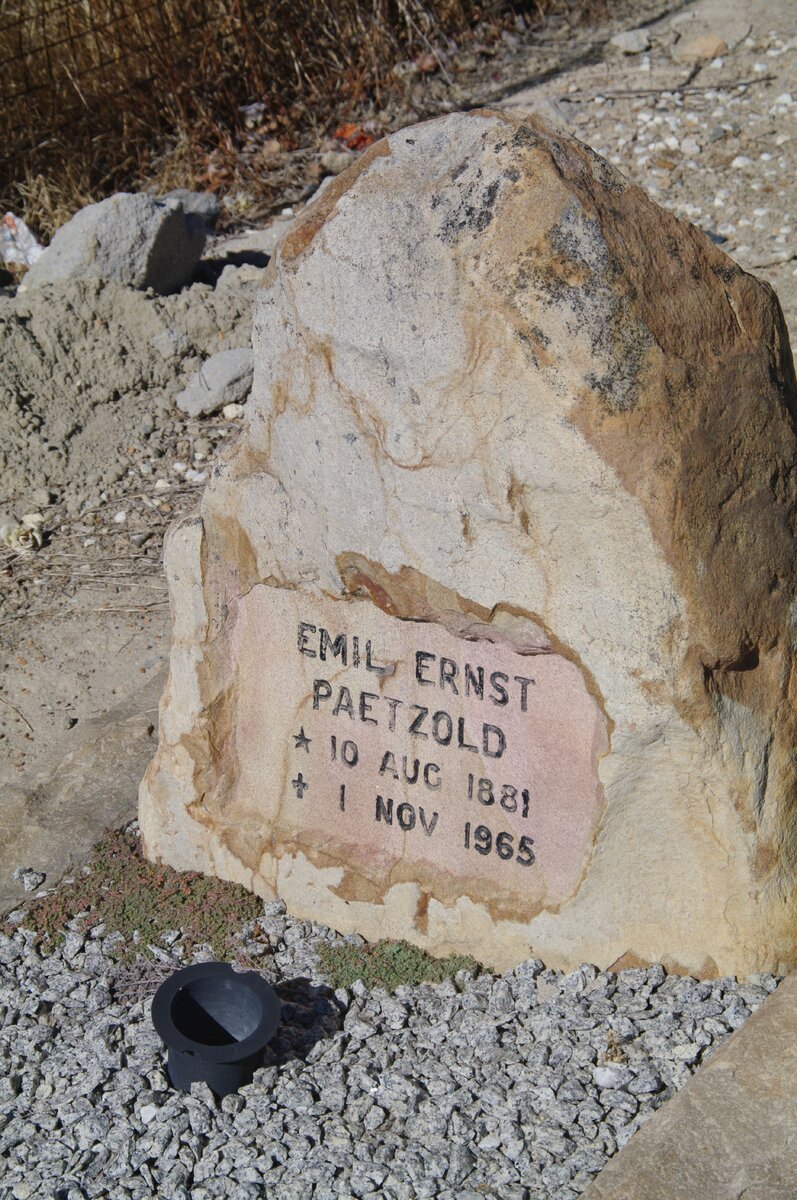 EMIL ERNST
PAETZOLD
★ 10 AUG 1881
✝ 1 NOV 1965